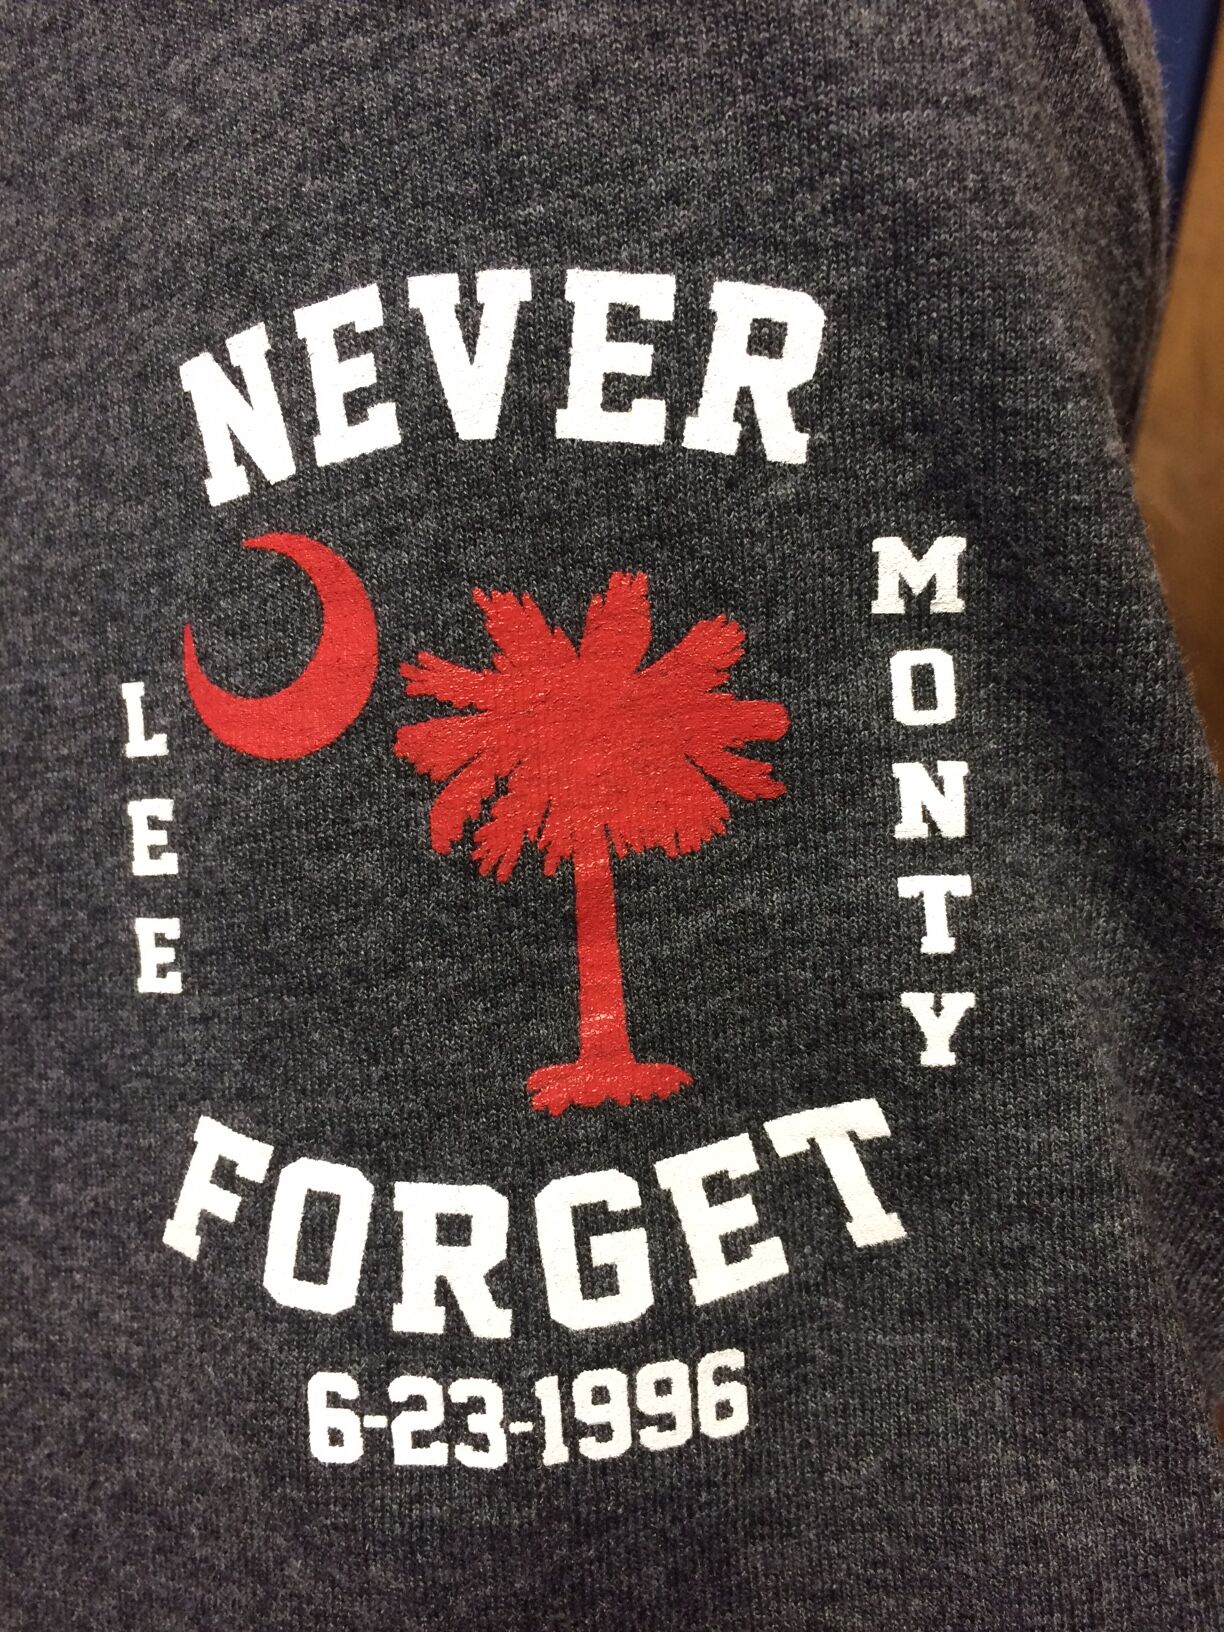 NEVER
LEE
MONTY
FORGET
6-23-1996